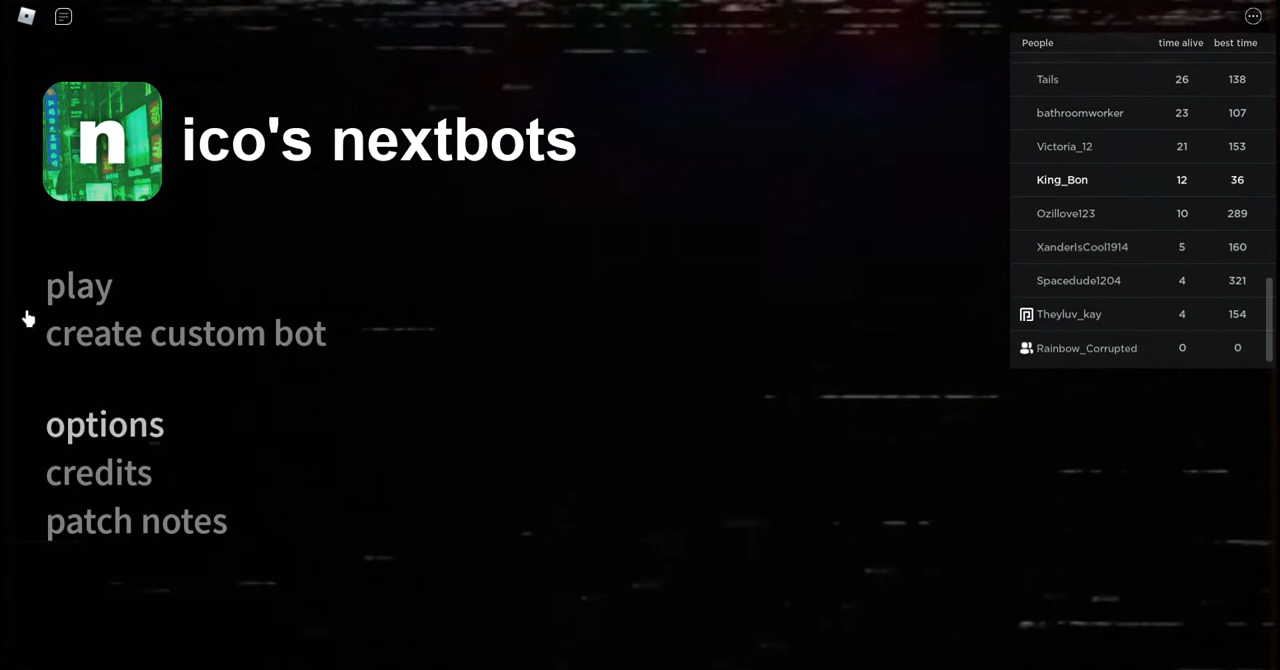 People time alive best time
Tails 26 138
bathroomworker 23 107
Victoria_12 21 153
King_Bon 12 36
Ozillove123 10 289
XanderIsCool1914 5 160
Spacedude1204 4 321
Theyluv_kay 4 154
Rainbow_Corrupted 0 0
n ico's nextbots
play
create custom bot
options
credits
patch notes